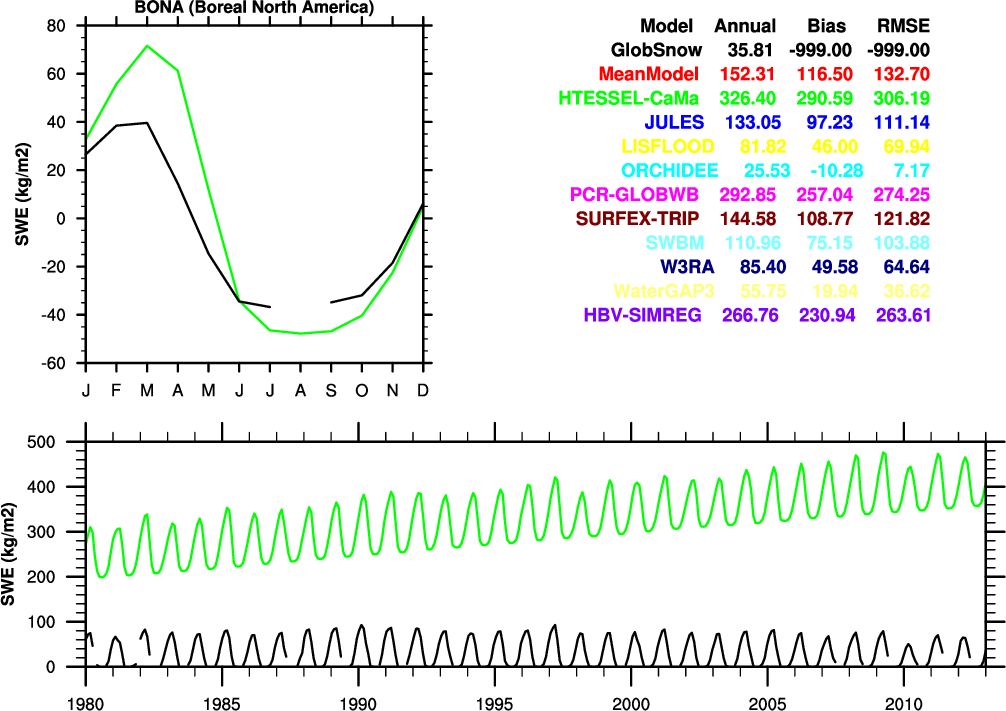 BONA (Boreal North America)
80
60
40
20
0
-20
-40
-60
SWE (kg/m2)
J F M A M J J A S O N D
Model Annual Bias RMSE
GlobSnow 35.81 -999.00 -999.00
MeanModel 152.31 116.50 132.70
HTESSEL-CaMa 326.40 290.59 306.19
JULES 133.05 97.23 111.14
LISFLOOD 81.82 46.00 69.94
ORCHIDEE 25.53 -10.28 7.17
PCR-GLOBWB 292.85 257.04 274.25
SURFEX-TRIP 144.58 108.77 121.82
SWBM 110.96 75.15 103.88
W3RA 85.40 49.58 64.64
WaterGAP3 55.75 19.94 36.62
HBV-SIMREG 266.76 230.94 263.61
500
400
300
200
100
0
SWE (kg/m2)
1980 1985 1990 1995 2000 2005 2010